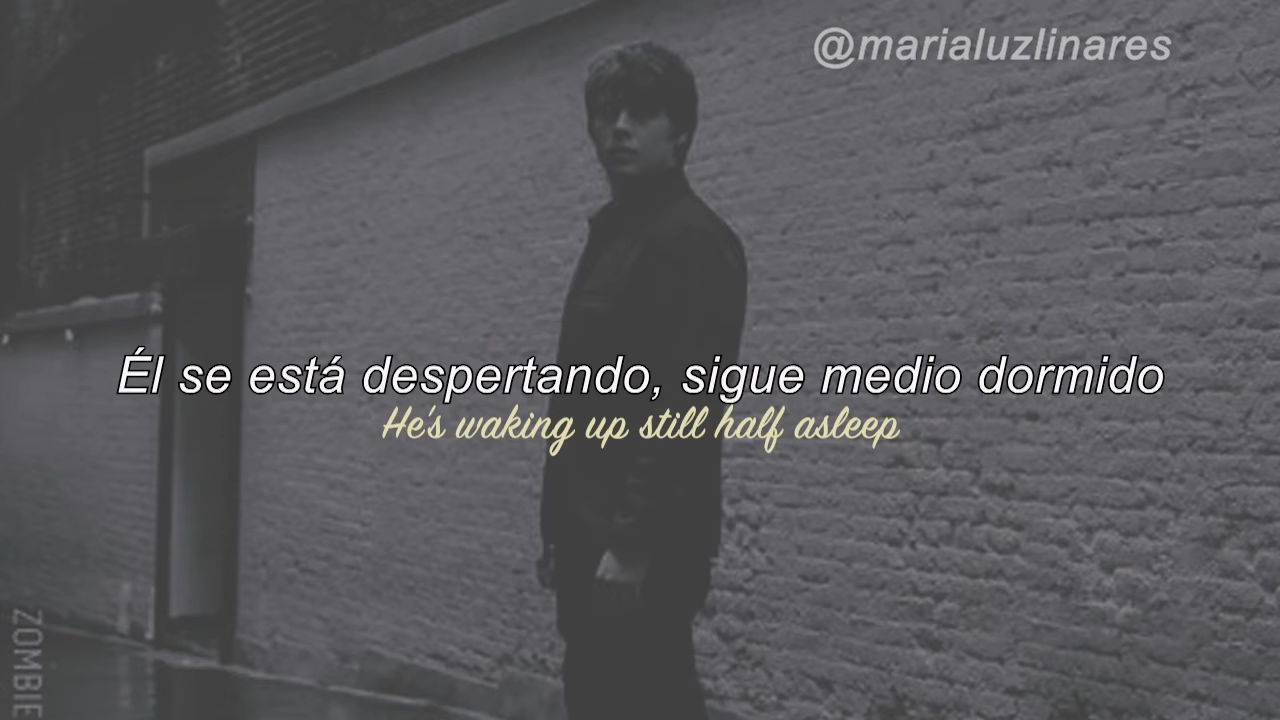 @marialuzlinares
Él se está despertando, sigue medio dormido
He's waking up still half asleep
ZOMBIE